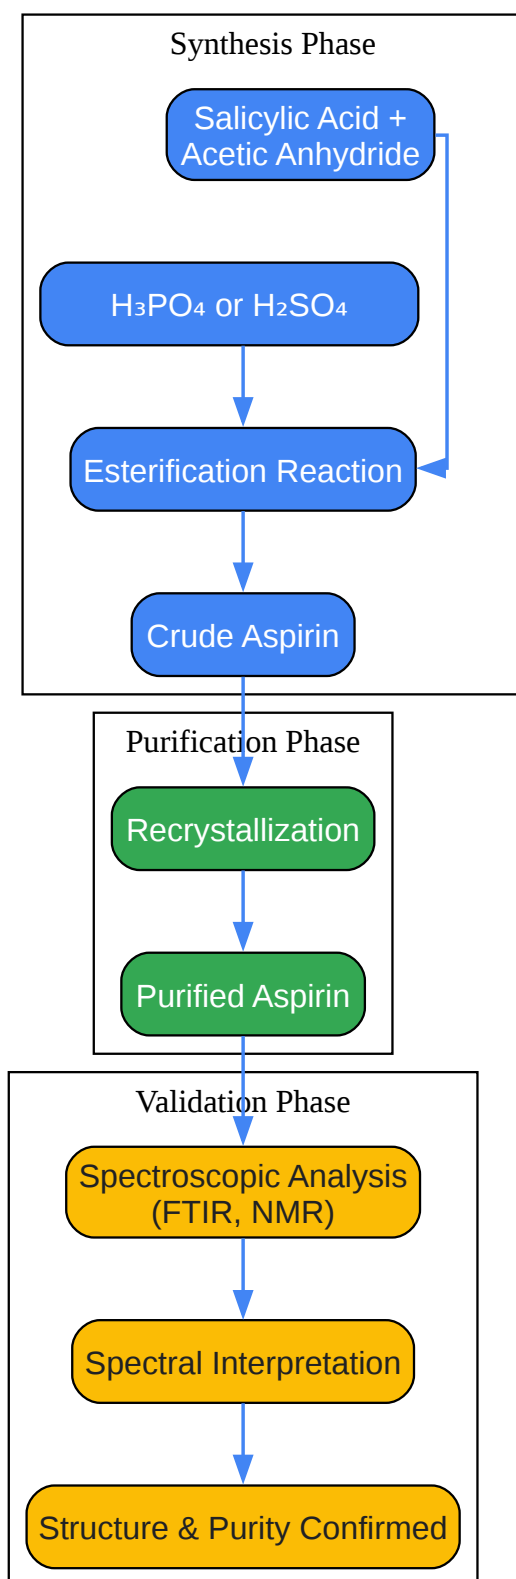 Synthesis Phase
Salicylic Acid +
Acetic Anhydride
H₃PO₄ or H₂SO₄
Esterification Reaction
Crude Aspirin
Purification Phase
Recrystallization
Purified Aspirin
Validation Phase
Spectroscopic Analysis
(FTIR, NMR)
Spectral Interpretation
Structure & Purity Confirmed